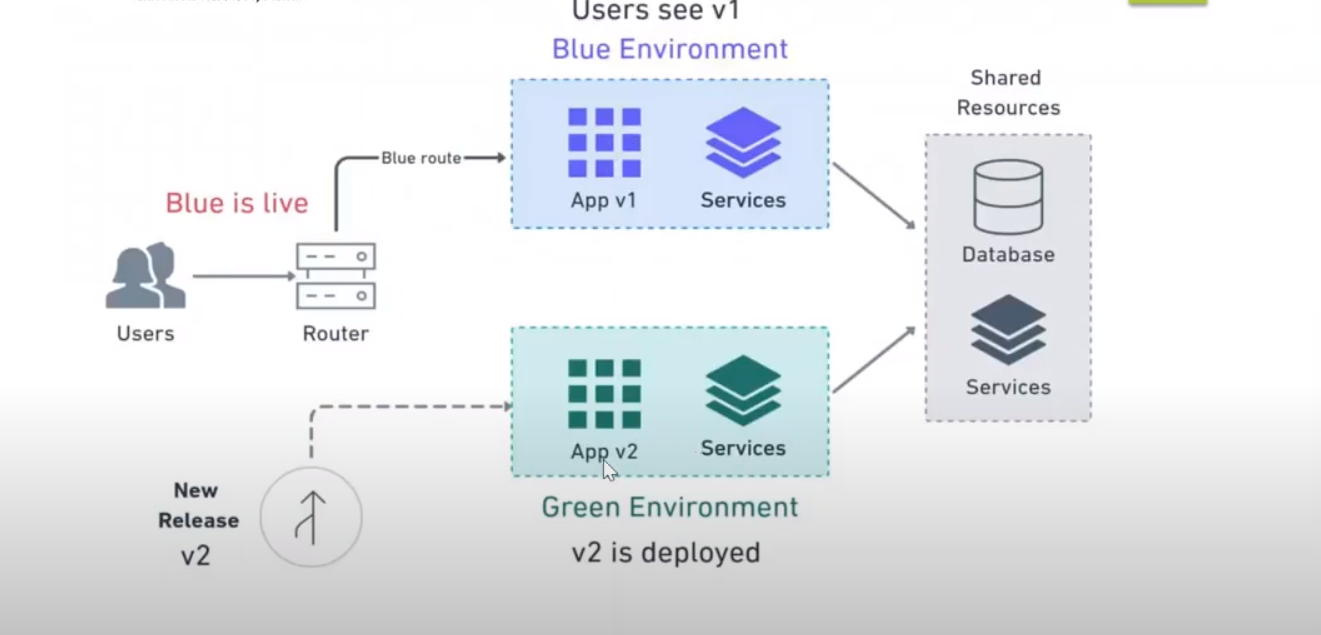 Users see v1
Blue Environment
Shared
Resources
Blue route
App v1
Services
Blue is live
Database
Users
Router
Services
App v2
Services
New
Release
v2
Green Environment
v2 is deployed